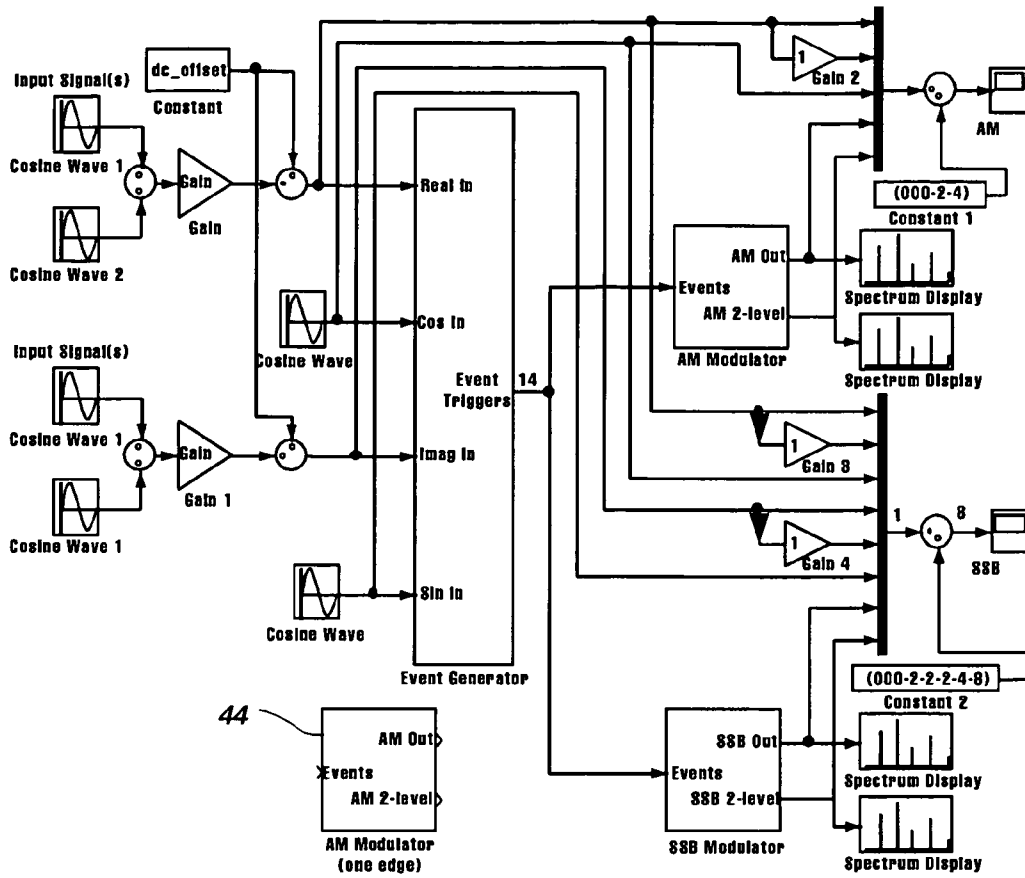 dc_offset
Constant
Input Signal(s)
Cosine Wave 1
Cosine Wave 2
Gain
Gain
Real In
1
Gain 2
AM
(000-2-4)
Constant 1
AM Out
Events
AM 2-level
AM Modulator
Spectrum Display
Spectrum Display
Cosine Wave
Cos In
Input Signal(s)
Cosine Wave 1
Cosine Wave 1
Gain
Gain 1
Event
Triggers
14
Imag In
1
Gain 3
1
Gain 4
1
8
SSB
Cosine Wave
Sin In
Event Generator
(000-2-2-2-4-8)
Constant 2
44
AM Out
Events
AM 2-level
AM Modulator
(one edge)
SSB Out
Events
SSB 2-level
SSB Modulator
Spectrum Display
Spectrum Display